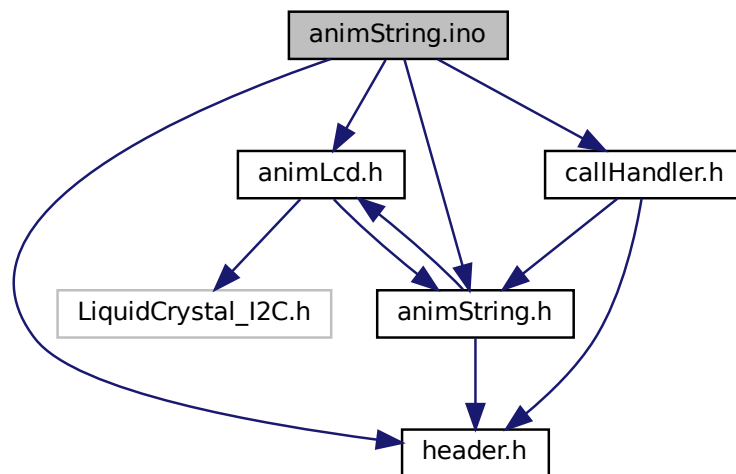 animString.ino
animLcd.h
callHandler.h
LiquidCrystal_I2C.h
animString.h
header.h